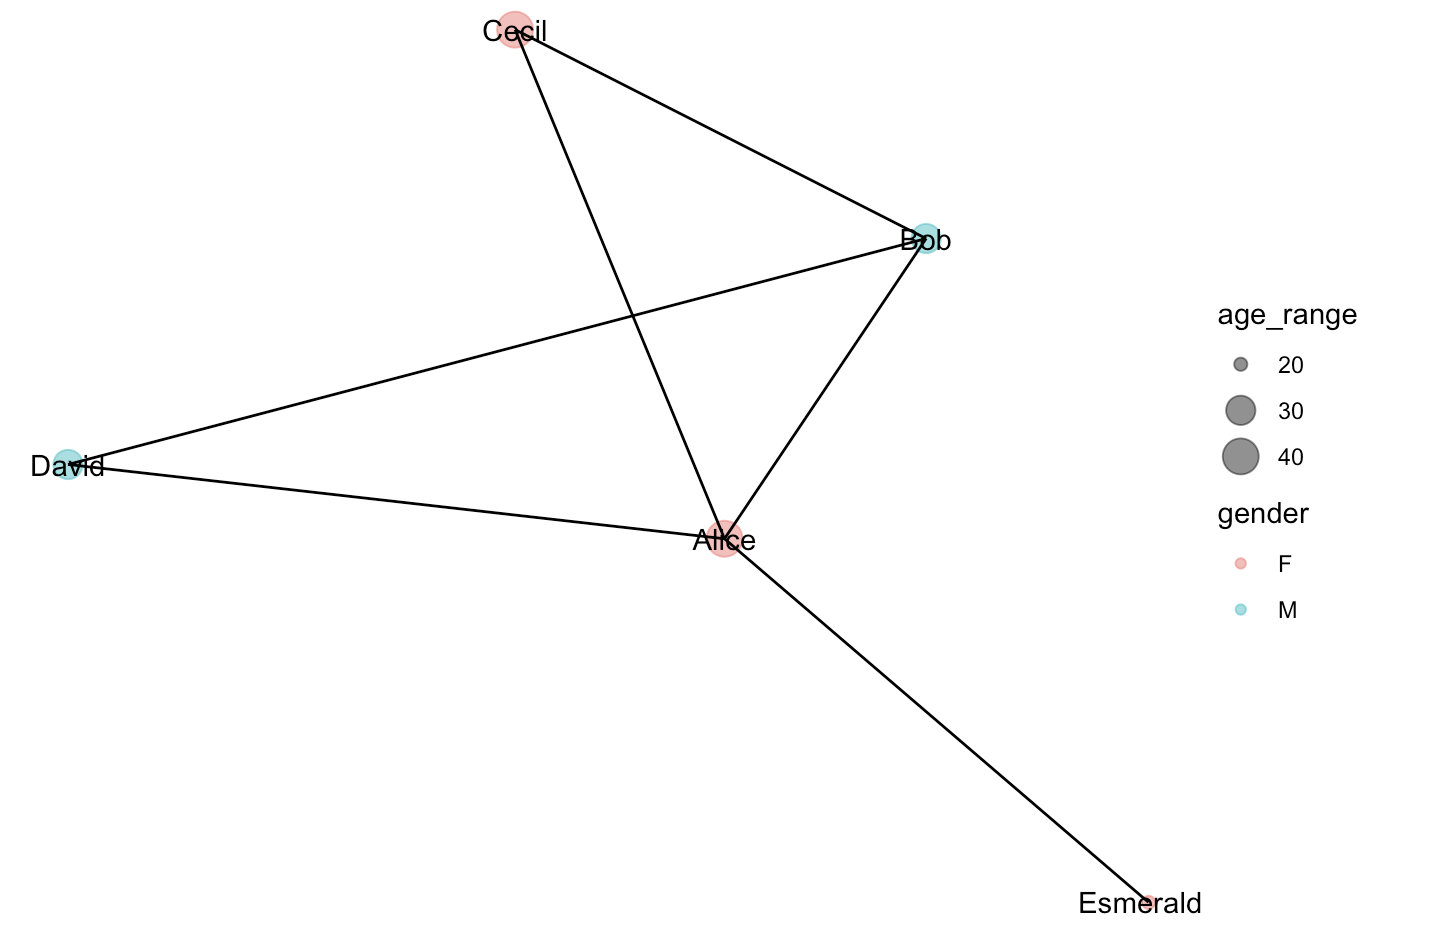 Cecil
Bob
David
Alice
Esmerald
age_range
20
30
40
gender
F
M